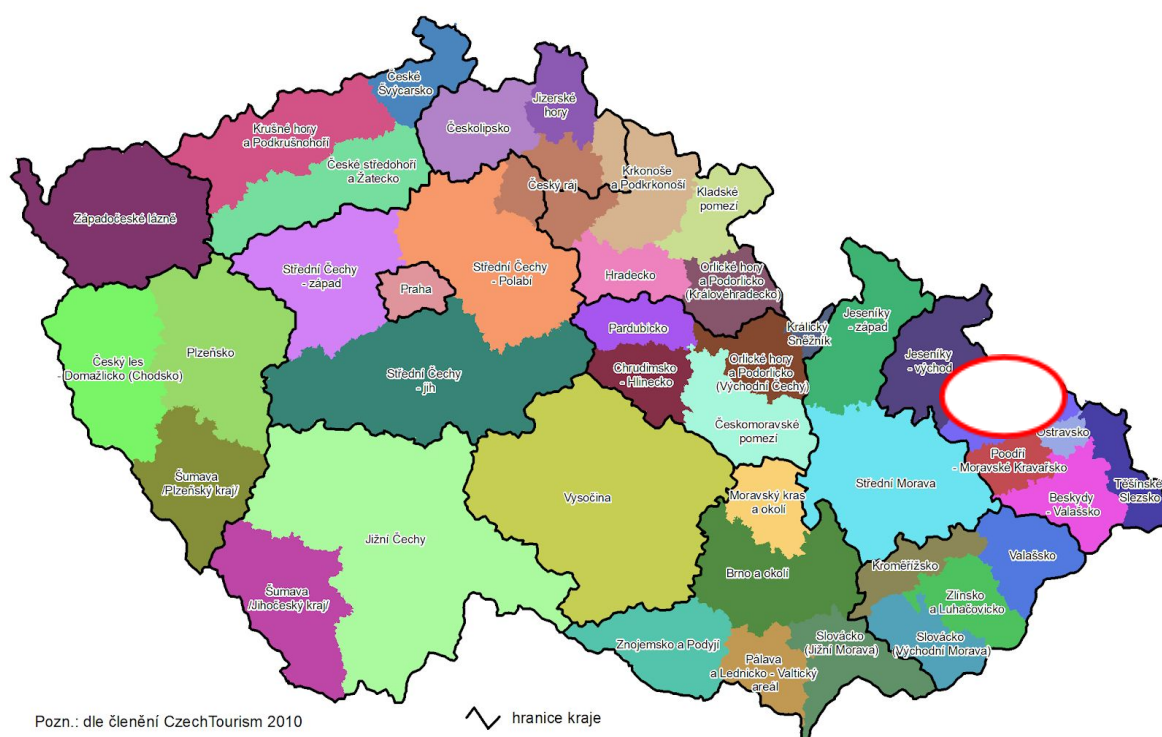 České
Švýcarsko
Jizerské
hory
Krušné hory
a Podkrušnohoří
Českolipsko
České středohoří
a Žatecko
Český ráj
Krkonoše
a Podkrkonoší
Kladské
pomezí
Západočeské lázně
Střední Čechy
- západ
Praha
Střední Čechy
- Polabí
Hradecko
Orlické hory
a Podorlicko
(Královéhradecko)
Jeseníky
- západ
Králický
Sněžník
Pardubicko
Jeseníky
- východ
Český les
- Domažlicko (Chodsko)
Plzeňsko
Střední Čechy
- jih
Chrudimsko
- Hlinecko
Orlické hory
a Podorlicko
(Východní Čechy)
Českomoravské
pomezí
Ostravsko
Poodří
- Moravské Kravařsko
Šumava
/Plzeňský kraj/
Vysočina
Moravský kras
a okolí
Střední Morava
Beskydy
- Valašsko
Těšínské
Slezsko
Jižní Čechy
Brno a okolí
Kroměřížsko
Valašsko
Šumava
/Jihočeský kraj/
Zlínsko
a Luhačovicko
Znojemsko a Podyjí
Slovácko
(Jižní Morava)
Slovácko
(Východní Morava)
Pálava
a Lednicko - Valtický
areál
Pozn.: dle členění CzechTourism 2010
hranice kraje